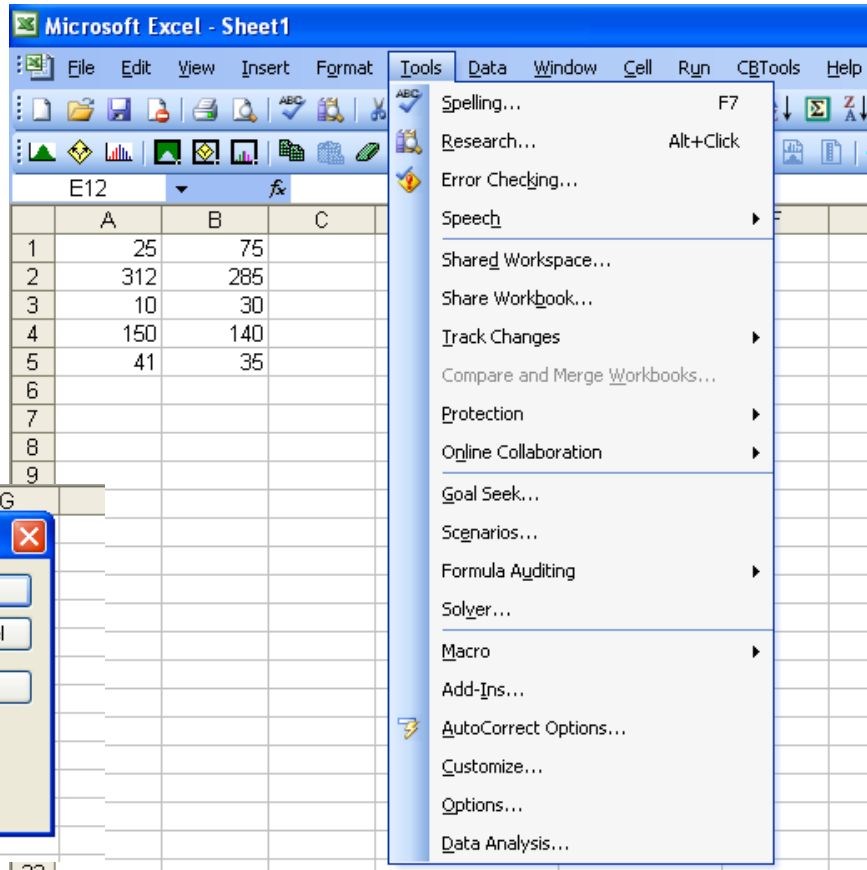 Microsoft Excel - Sheet1
File Edit View Insert Format Tools Data Window Cell Run CBTools Help
E12 fx
A B C
1 25 75
2 312 285
3 10 30
4 150 140
5 41 35
6
7
8
9
G
Spelling... F7
Research... Alt+Click
Error Checking...
Speech
Shared Workspace...
Share Workbook...
Track Changes
Compare and Merge Workbooks...
Protection
Online Collaboration
Goal Seek...
Scenarios...
Formula Auditing
Solver...
Macro
Add-Ins...
AutoCorrect Options...
Customize...
Options...
Data Analysis...